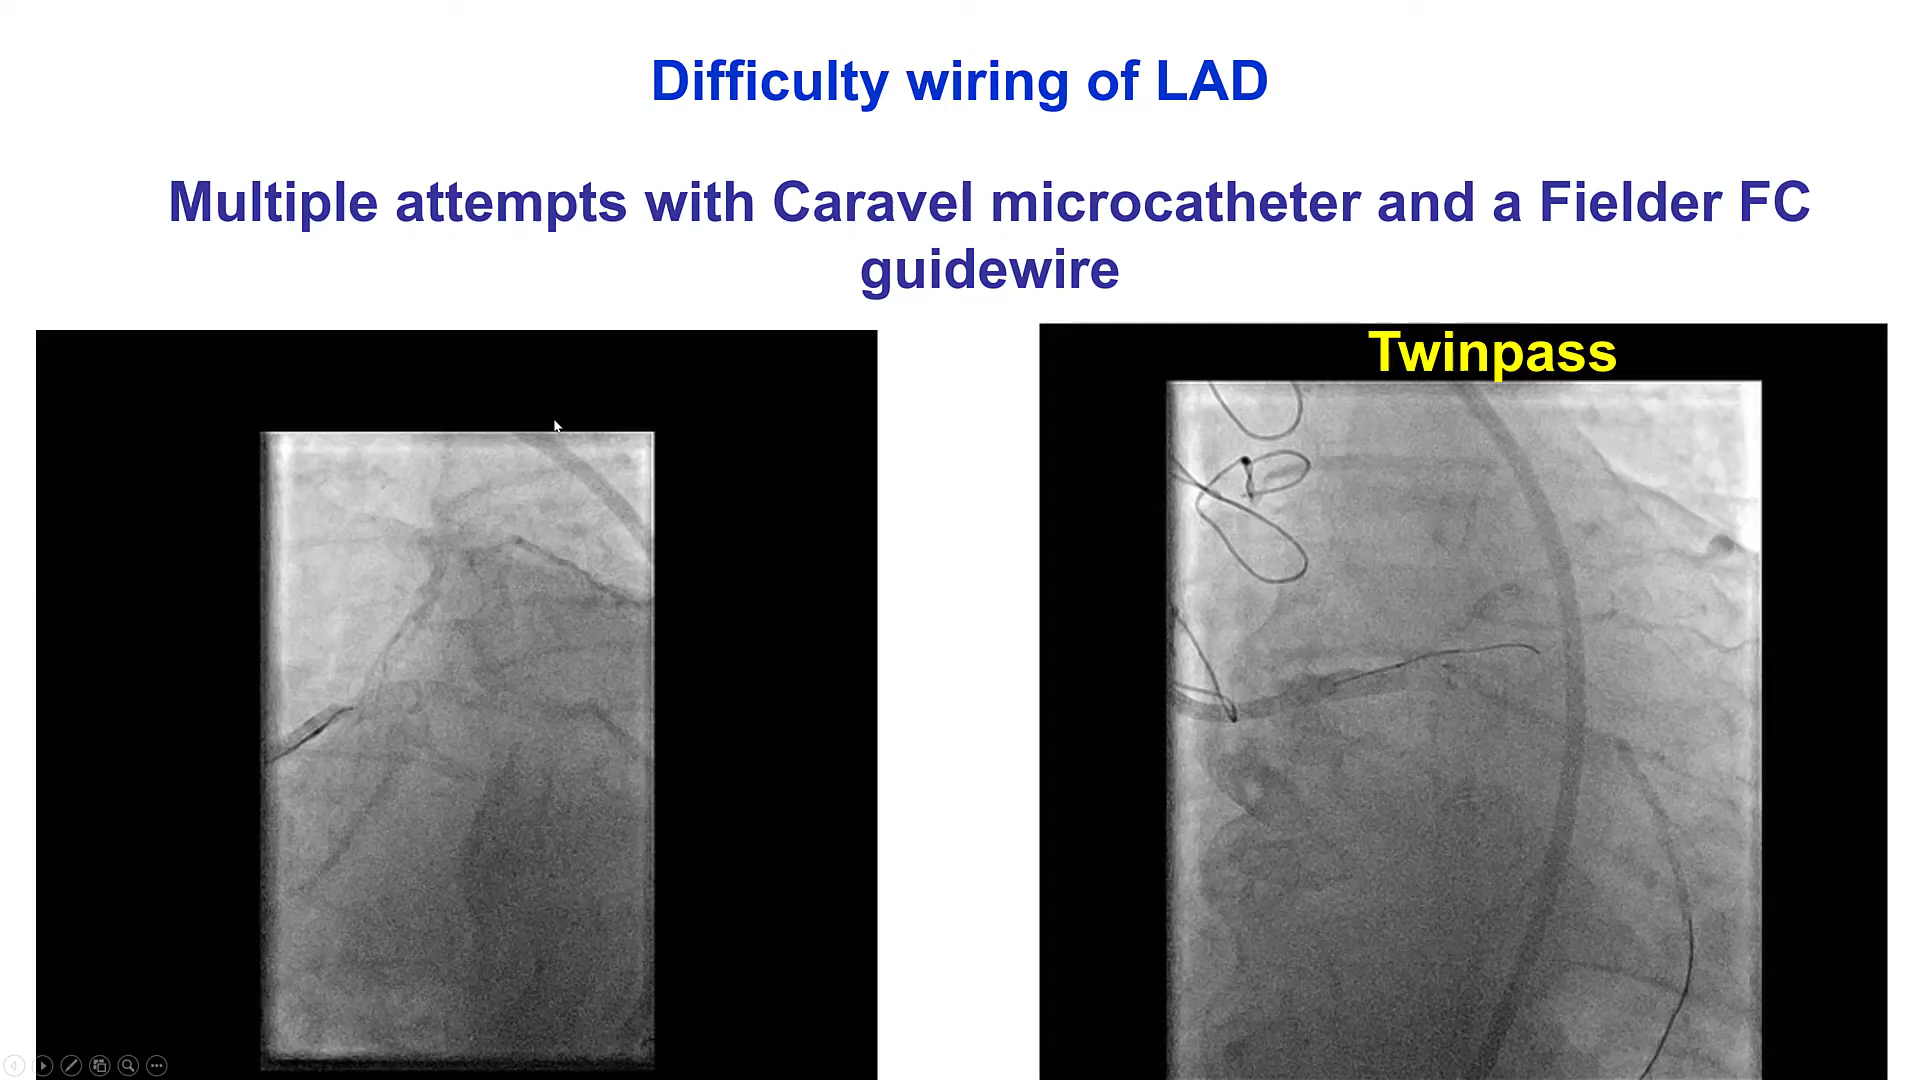 Difficulty wiring of LAD
Multiple attempts with Caravel microcatheter and a Fielder FC
guidewire
Twinpass